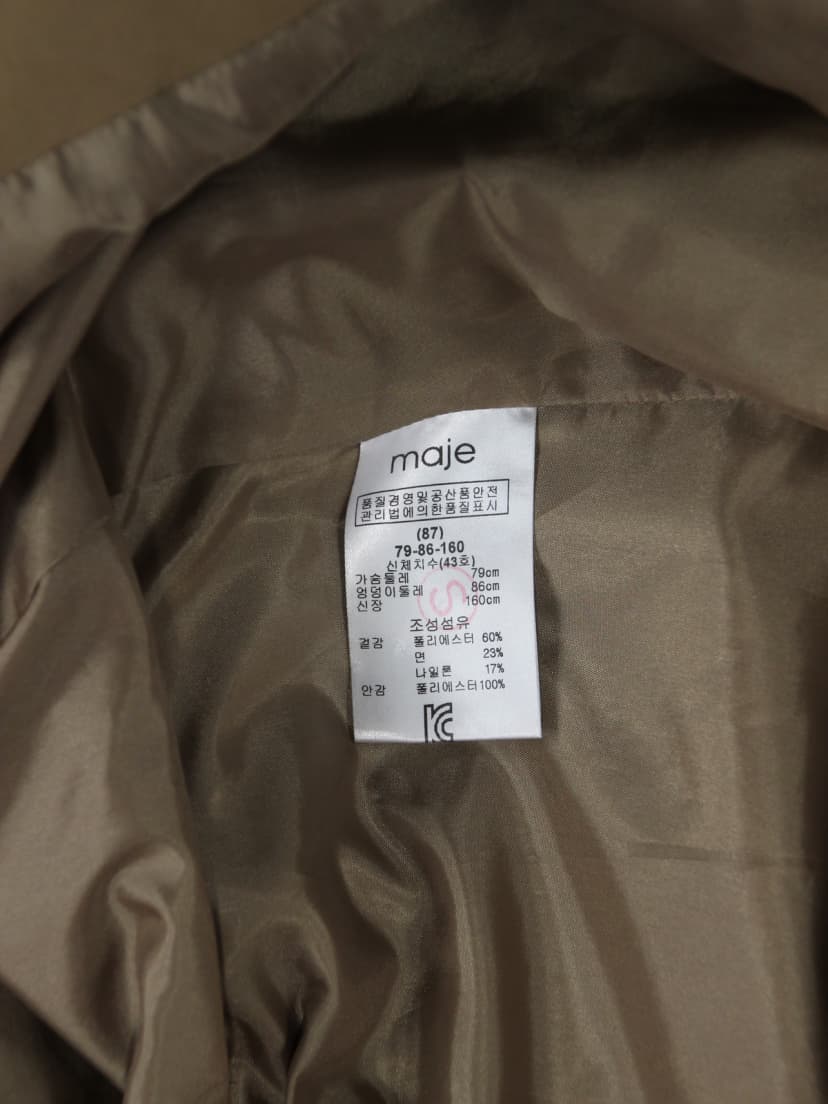 maje
품질경영및공산품안전
관리법에의한품질표시
(87)
79-86-160
신체치수(43호)
가슴둘레 79cm
엉덩이둘레 86cm
신장 160cm
S
조성섬유
겉감 폴리에스터 60%
면 23%
나일론 17%
안감 폴리에스터100%
KC